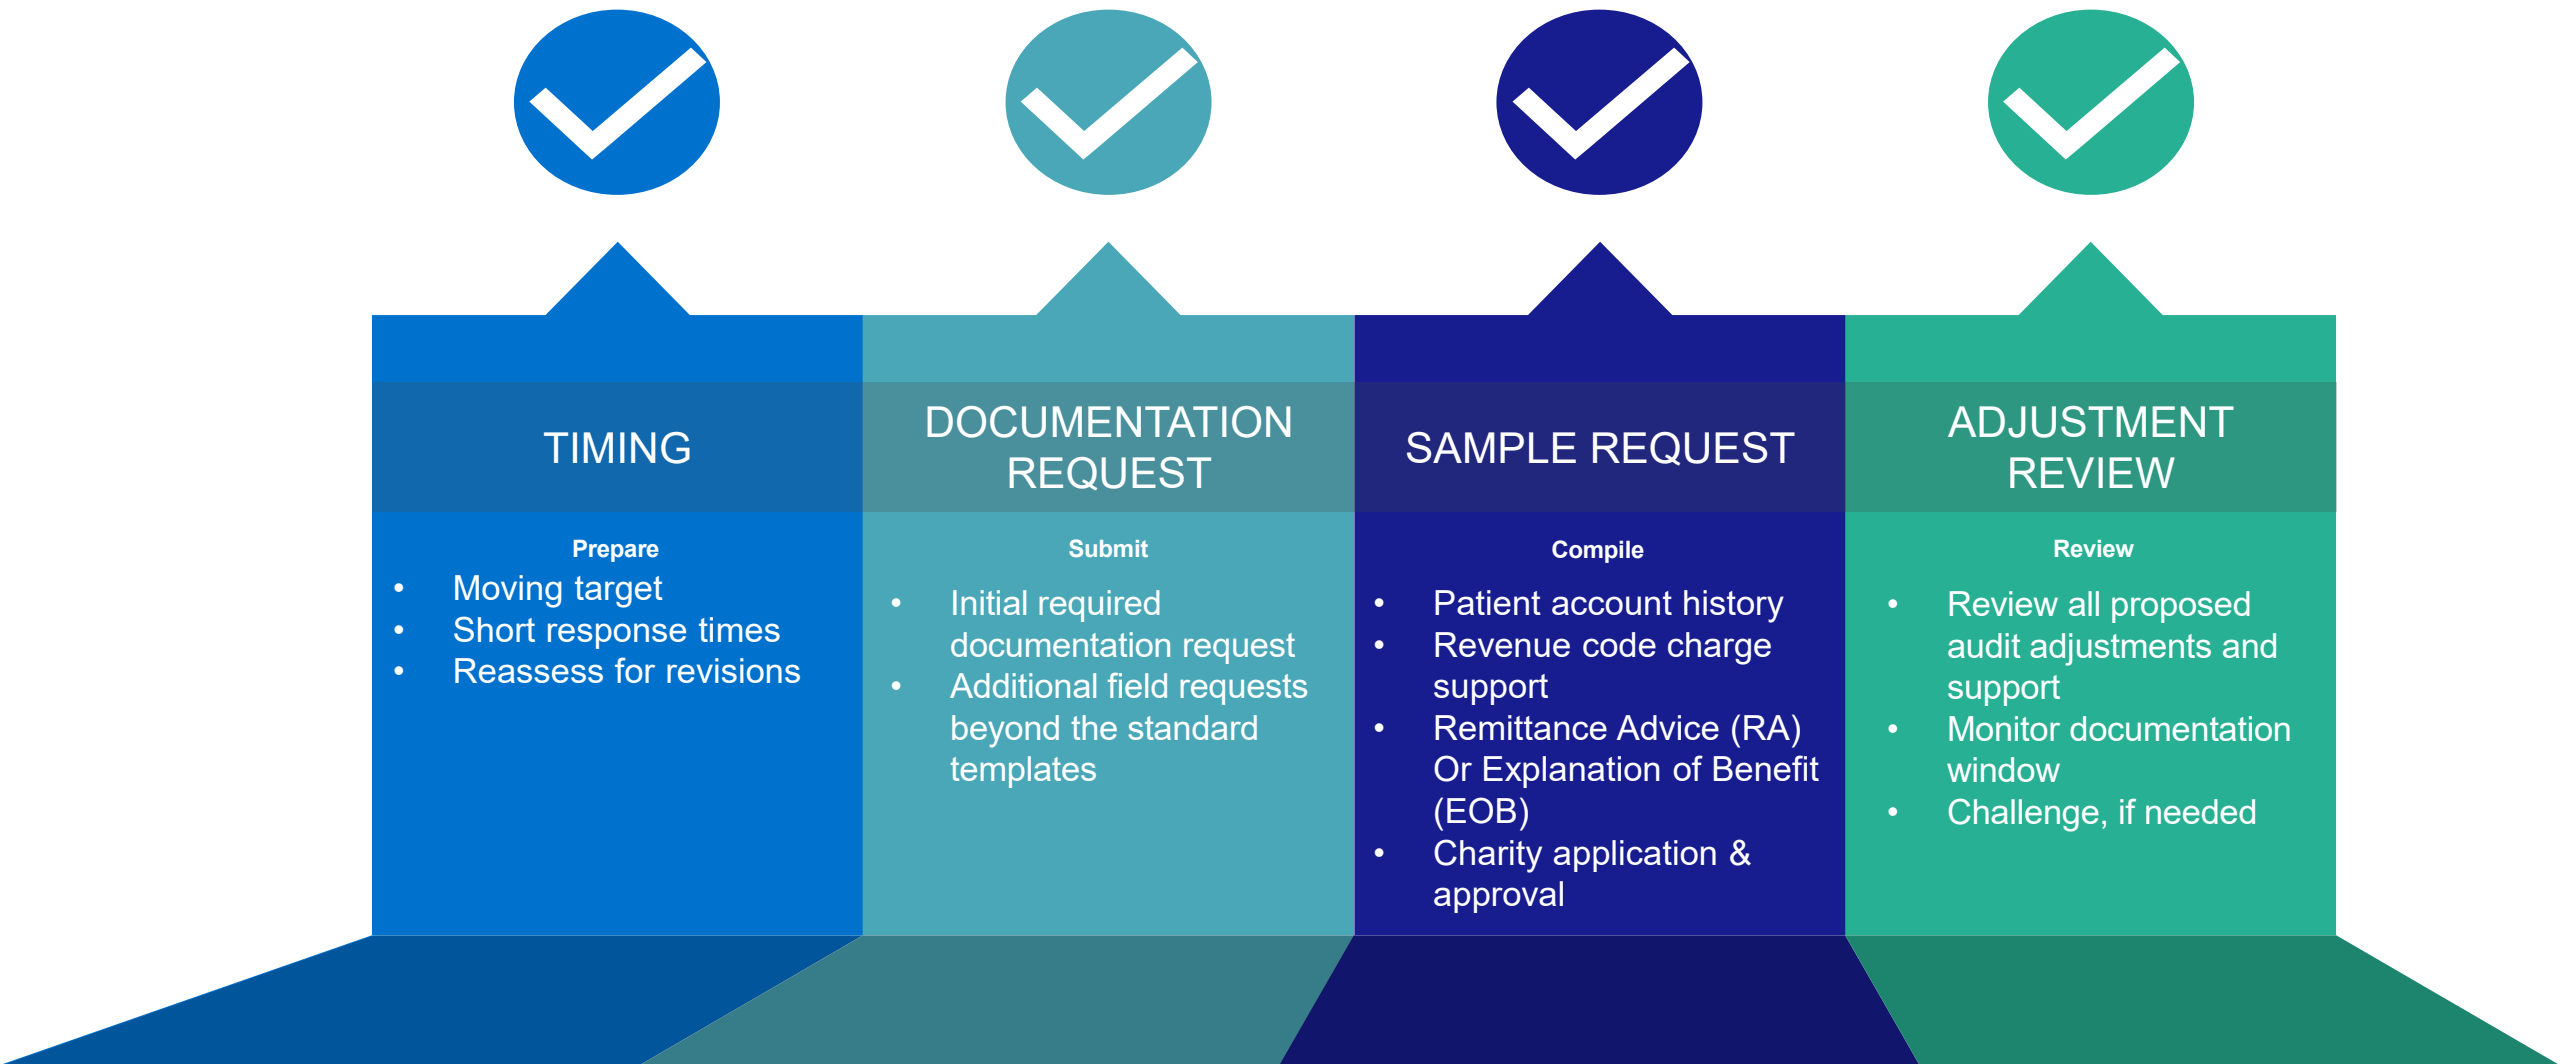 TIMING
Prepare
• Moving target
• Short response times
• Reassess for revisions
DOCUMENTATION
REQUEST
Submit
• Initial required
documentation request
• Additional field requests
beyond the standard
templates
SAMPLE REQUEST
Compile
• Patient account history
• Revenue code charge
support
• Remittance Advice (RA)
Or Explanation of Benefit
(EOB)
• Charity application &
approval
ADJUSTMENT
REVIEW
Review
• Review all proposed
audit adjustments and
support
• Monitor documentation
window
• Challenge, if needed